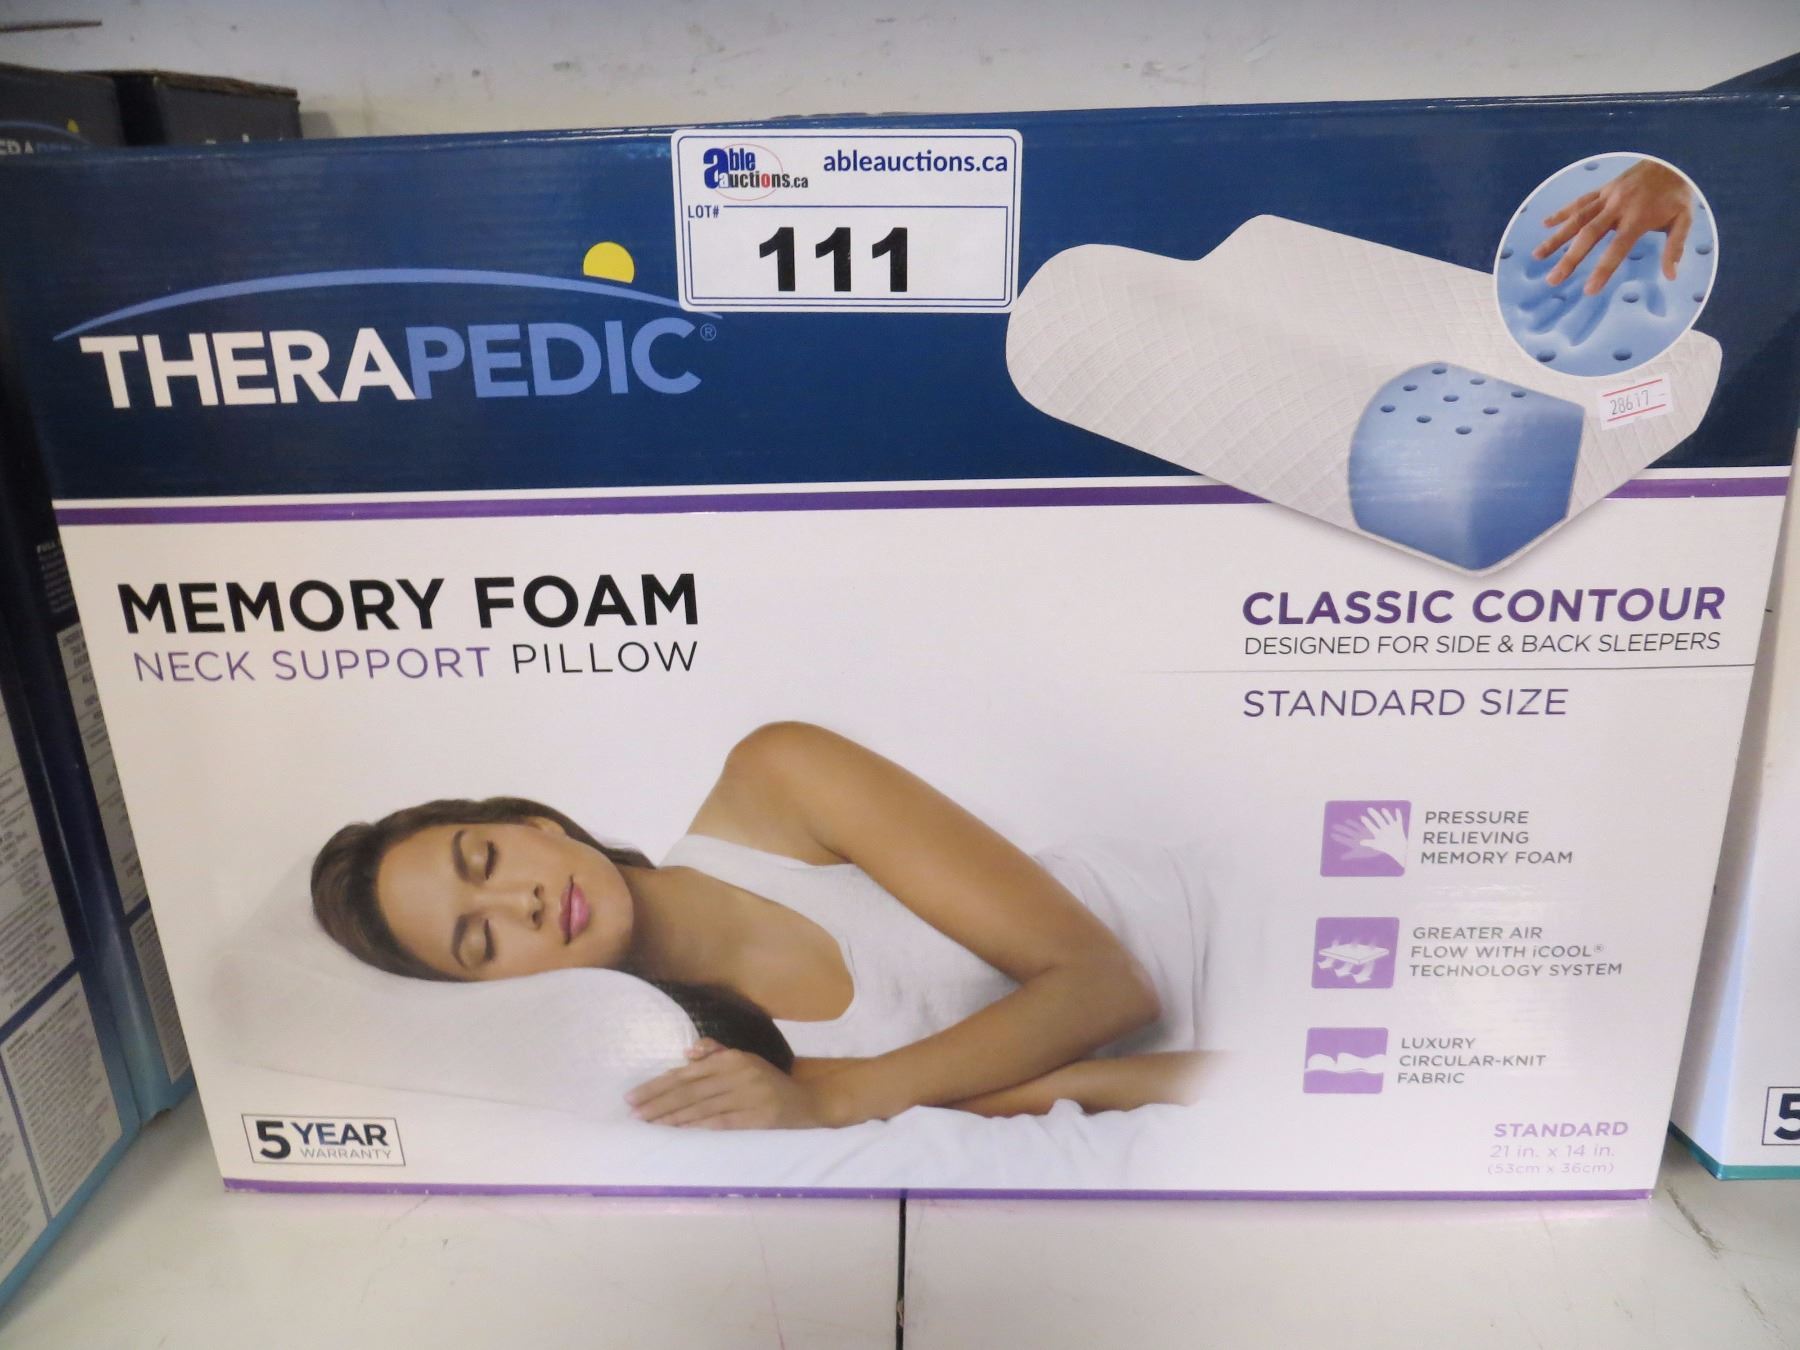 able
auctions.ca
ableauctions.ca
LOT#
111
THERAPEDIC®
28617
MEMORY FOAM
NECK SUPPORT PILLOW
CLASSIC CONTOUR
DESIGNED FOR SIDE & BACK SLEEPERS
STANDARD SIZE
PRESSURE
RELIEVING
MEMORY FOAM
GREATER AIR
FLOW WITH iCOOL®
TECHNOLOGY SYSTEM
LUXURY
CIRCULAR-KNIT
FABRIC
5 YEAR
WARRANTY
STANDARD
21 in. x 14 in.
(53cm x 36cm)
5